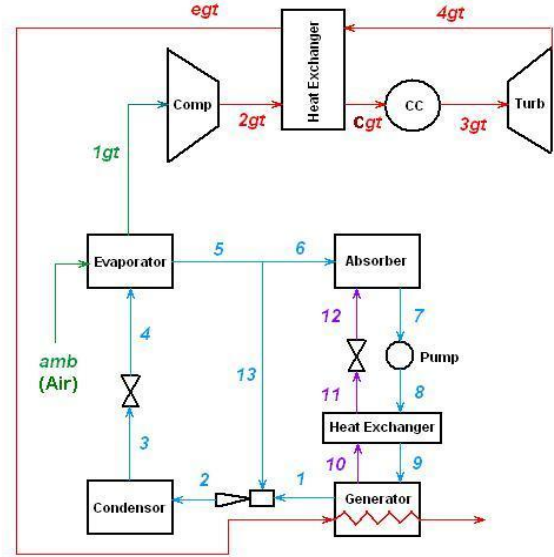 egt
4gt
Heat Exchanger
Comp
CC
Turb
2gt
Cgt
3gt
1gt
Evaporator
5
6
Absorber
12
7
4
amb
(Air)
13
Pump
11
8
3
Heat Exchanger
10
9
2
1
Condensor
Generator